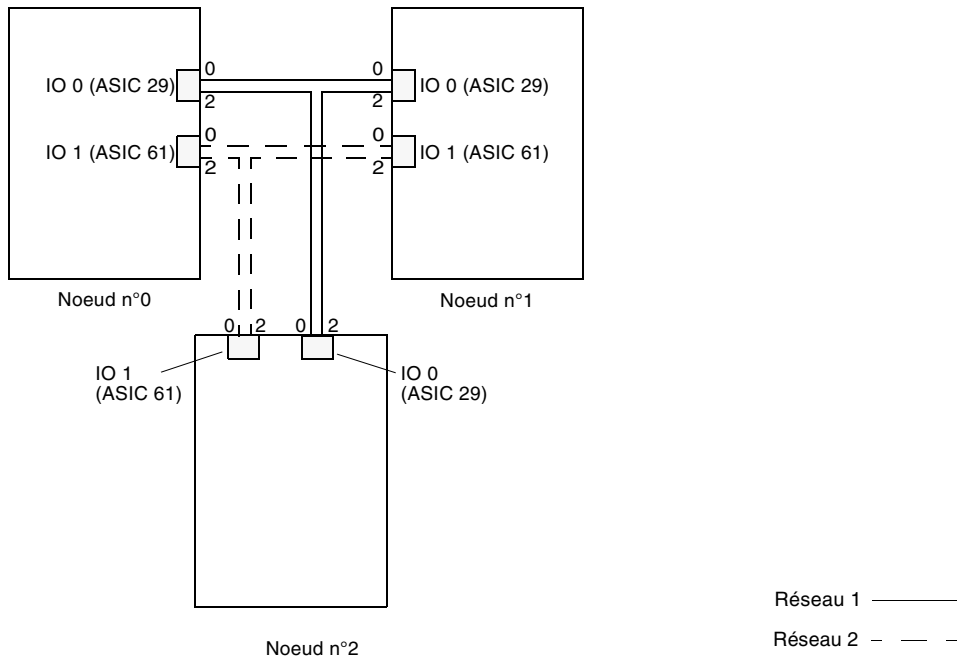 0
0
IO 0 (ASIC 29)
IO 0 (ASIC 29)
2
2
0
0
IO 1 (ASIC 61)
IO 1 (ASIC 61)
2
2
Noeud n°0
Noeud n°1
0 2 0 2
IO 1
(ASIC 61)
IO 0
(ASIC 29)
Réseau 1
Réseau 2
Noeud n°2